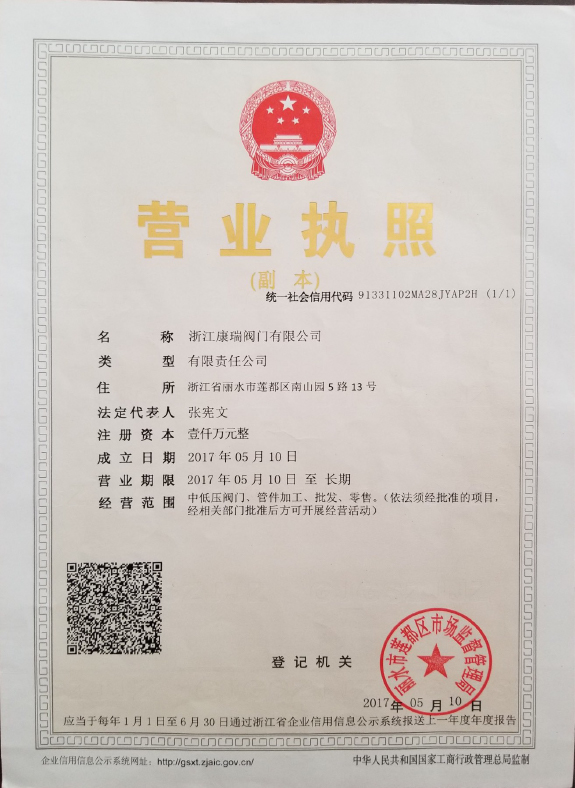 营业执照
(副 本)
统一社会信用代码 91331102MA28JYAP2H (1/1)
名 称 浙江康瑞阀门有限公司
类 型 有限责任公司
住 所 浙江省丽水市莲都区南山园5路13号
法定代表人 张宪文
注册资本 壹仟万元整
成立日期 2017年05月10日
营业期限 2017年05月10日 至 长期
经营范围 中低压阀门、管件加工、批发、零售。(依法须经批准的项目,
经相关部门批准后方可开展经营活动)
丽水市莲都区市场监督管理局
登记机关
2017年 05 月 10 日
应当于每年1月1日至6月30日通过浙江省企业信用信息公示系统报送上一年度年度报告
企业信用信息公示系统网址: http://gsxt.zjaic.gov.cn/
中华人民共和国国家工商行政管理总局监制